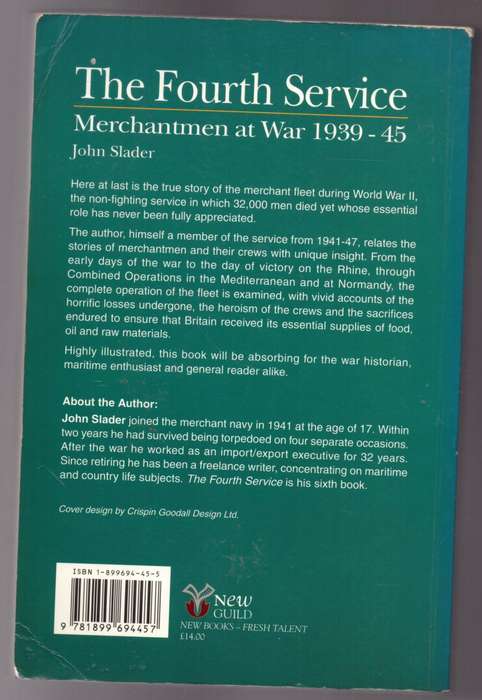 The Fourth Service
Merchantmen at War 1939 - 45
John Slader
Here at last is the true story of the merchant fleet during World War II,
the non-fighting service in which 32,000 men died yet whose essential
role has never been fully appreciated.
The author, himself a member of the service from 1941-47, relates the
stories of merchantmen and their crews with unique insight. From the
early days of the war to the day of victory on the Rhine, through
Combined Operations in the Mediterranean and at Normandy, the
complete operation of the fleet is examined, with vivid accounts of the
horrific losses undergone, the heroism of the crews and the sacrifices
endured to ensure that Britain received its essential supplies of food,
oil and raw materials.
Highly illustrated, this book will be absorbing for the war historian,
maritime enthusiast and general reader alike.
About the Author:
John Slader joined the merchant navy in 1941 at the age of 17. Within
two years he had survived being torpedoed on four separate occasions.
After the war he worked as an import/export executive for 32 years.
Since retiring he has been a freelance writer, concentrating on maritime
and country life subjects. The Fourth Service is his sixth book.
Cover design by Crispin Goodall Design Ltd.
ISBN 1-899694-45-5
9 781899 694457
New
GUILD
NEW BOOKS – FRESH TALENT
£14.00